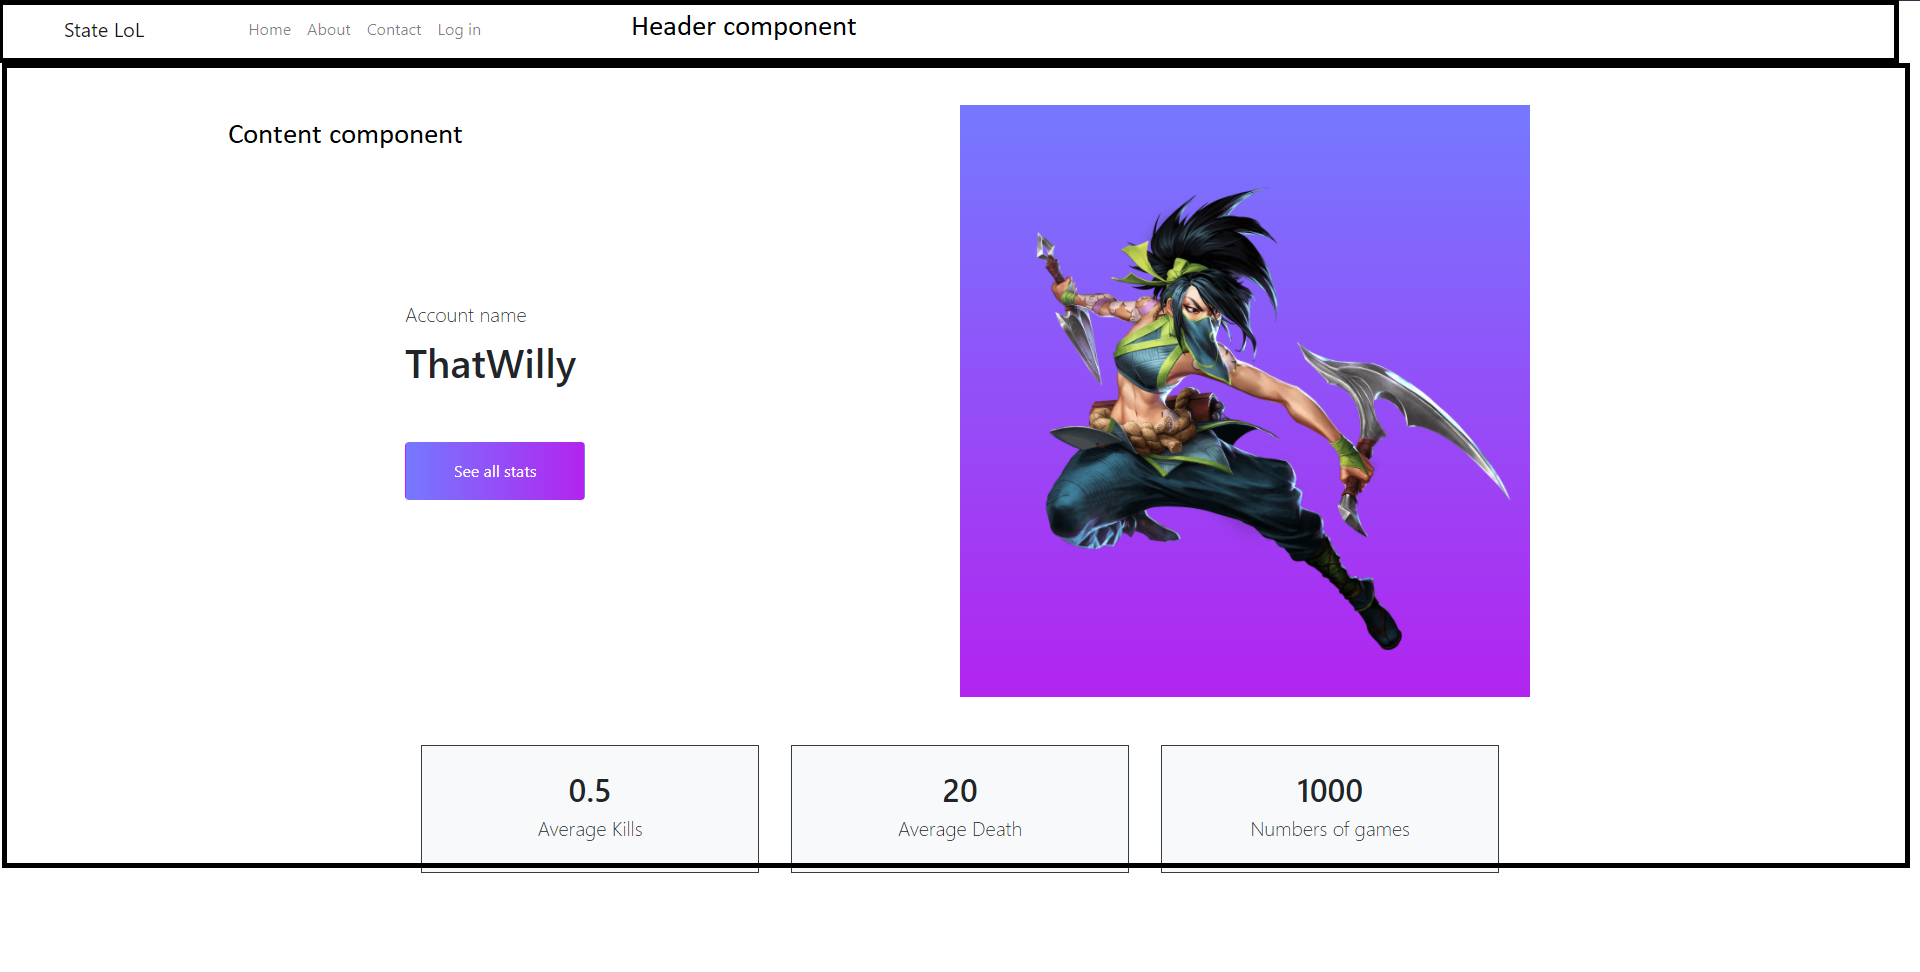 State LoL
Home About Contact Log in
Header component
Content component
Account name
ThatWilly
See all stats
0.5
Average Kills
20
Average Death
1000
Numbers of games